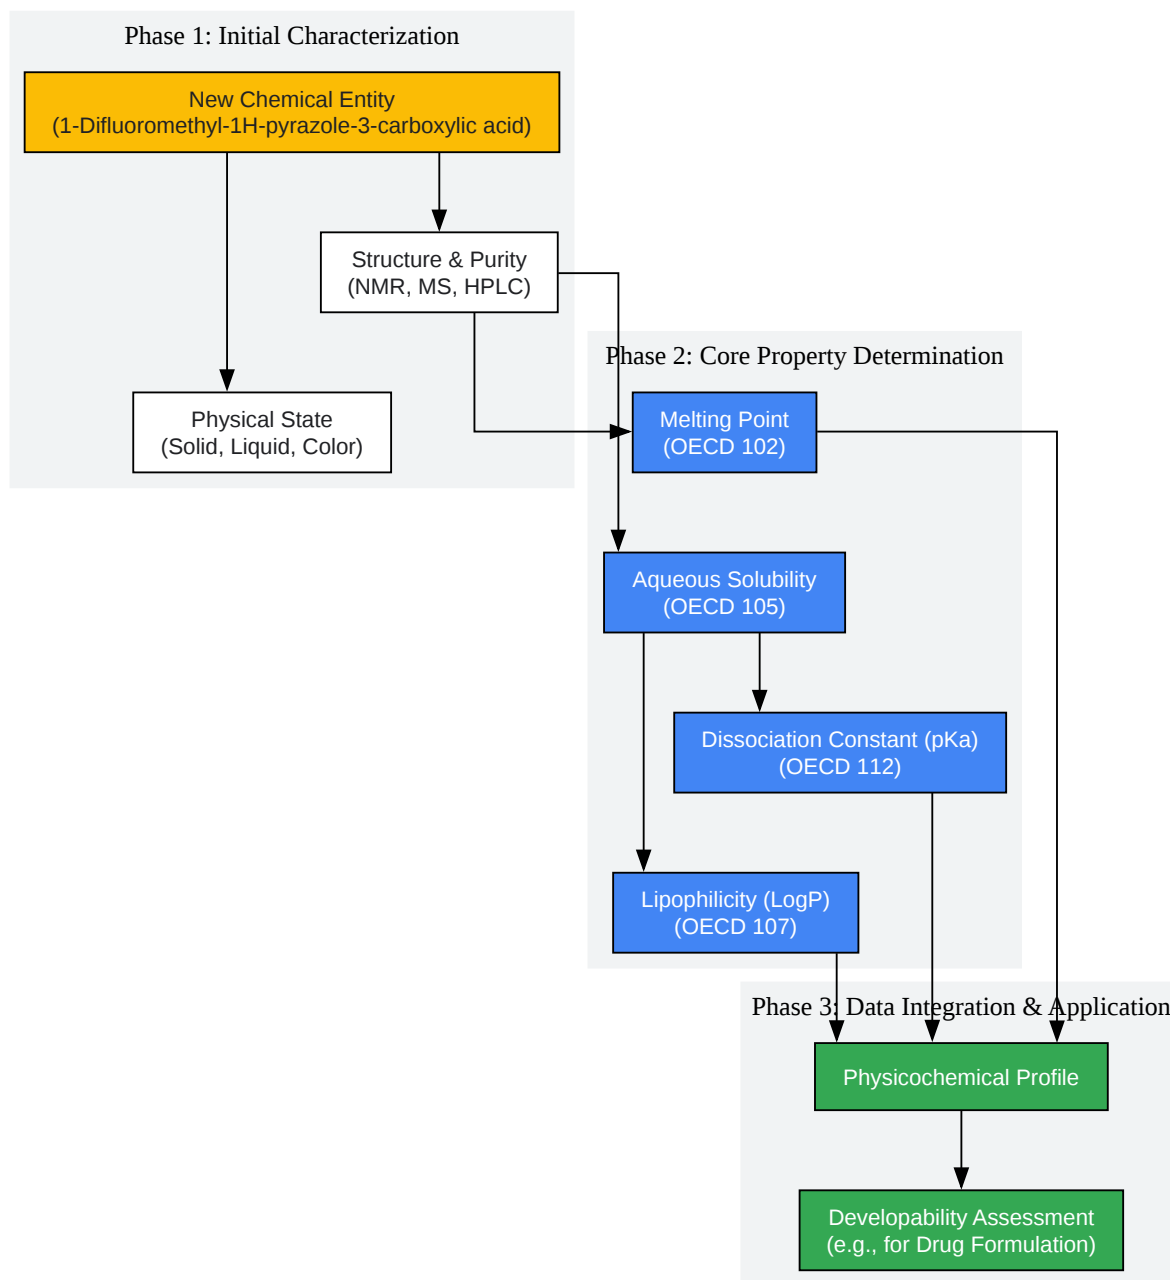 Phase 1: Initial Characterization
New Chemical Entity
(1-Difluoromethyl-1H-pyrazole-3-carboxylic acid)
Structure & Purity
(NMR, MS, HPLC)
Physical State
(Solid, Liquid, Color)
Phase 2: Core Property Determination
Melting Point
(OECD 102)
Aqueous Solubility
(OECD 105)
Dissociation Constant (pKa)
(OECD 112)
Lipophilicity (LogP)
(OECD 107)
Phase 3: Data Integration & Application
Physicochemical Profile
Developability Assessment
(e.g., for Drug Formulation)